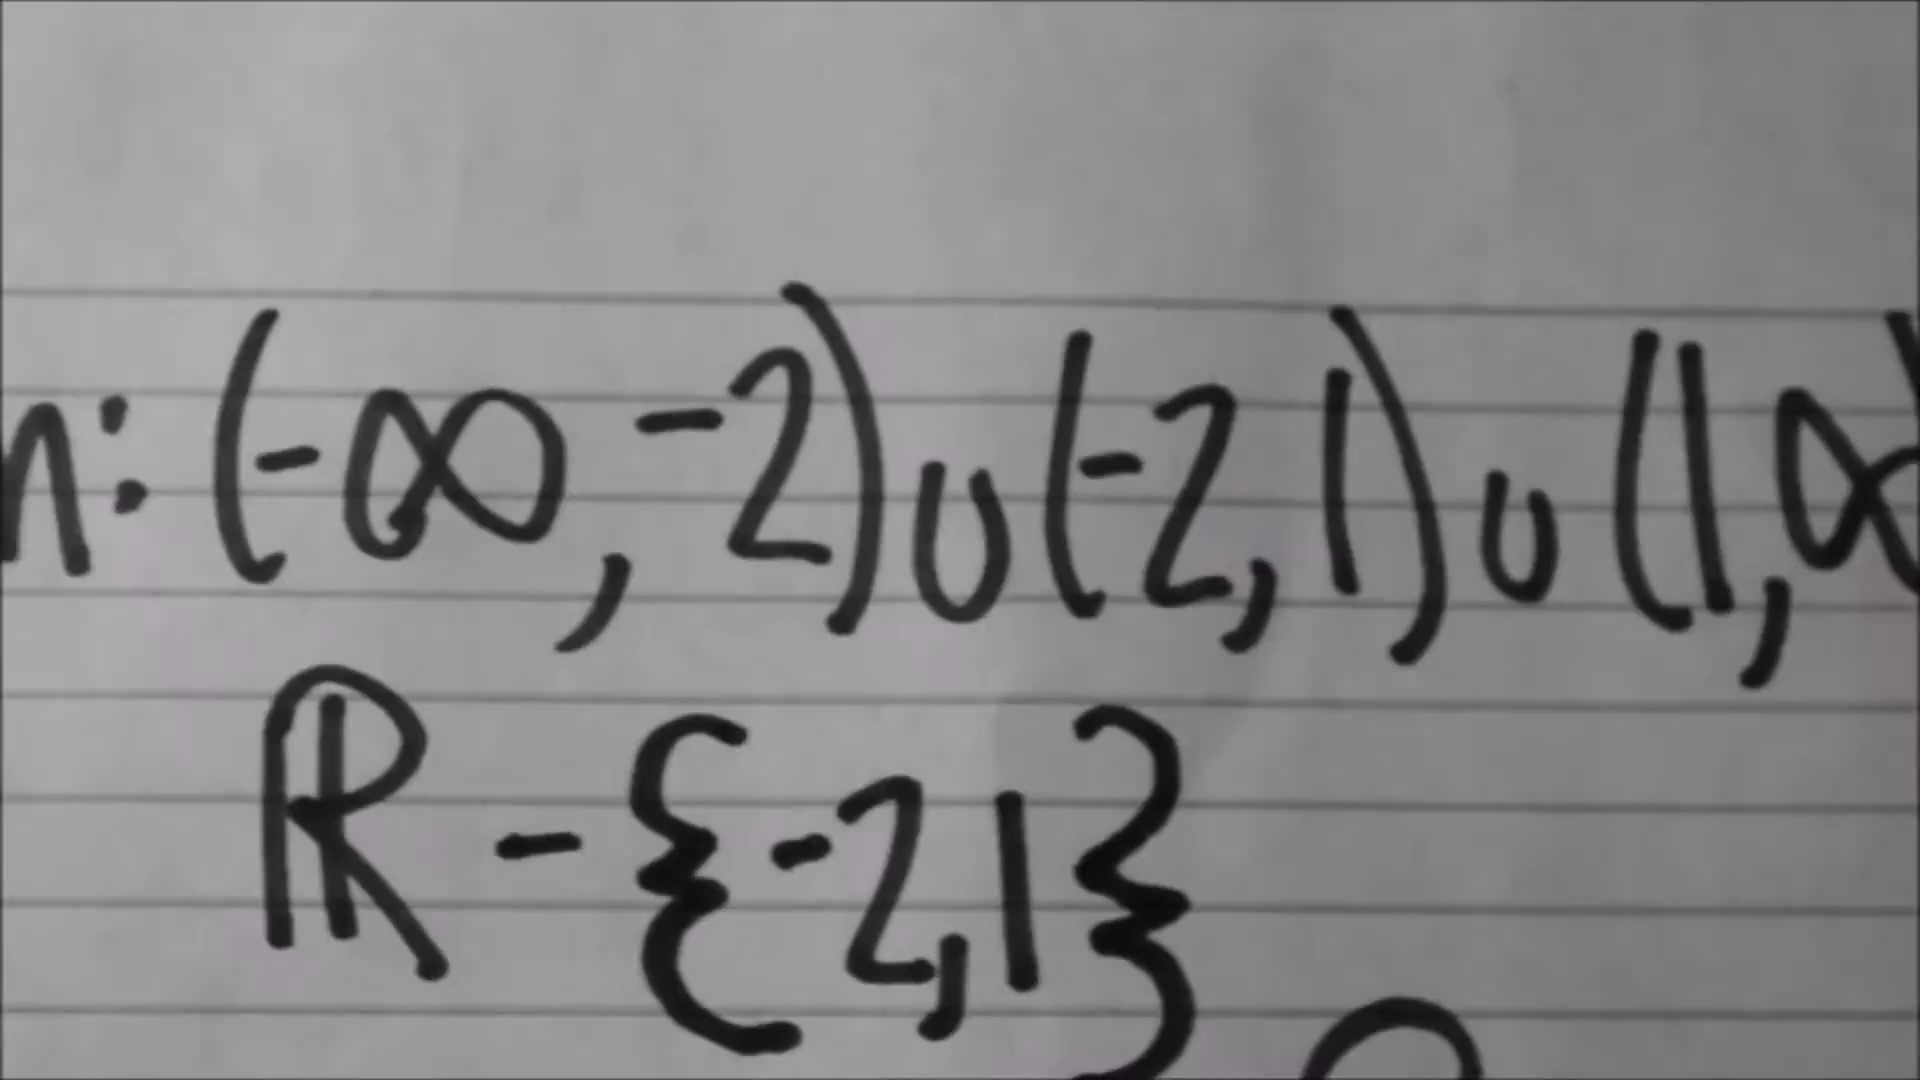 n: (-∞, -2) ∪ (-2, 1) ∪ (1, ∞)
ℝ - {-2, 1}